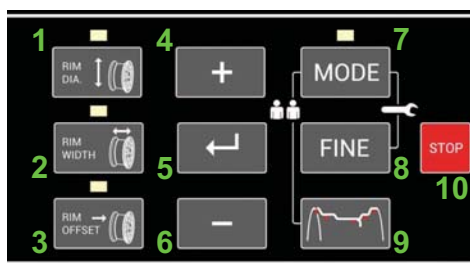 1
RIM
DIA.
4
+
7
MODE
2
RIM
WIDTH
5
8
FINE
STOP
10
3
RIM
OFFSET
6
−
9